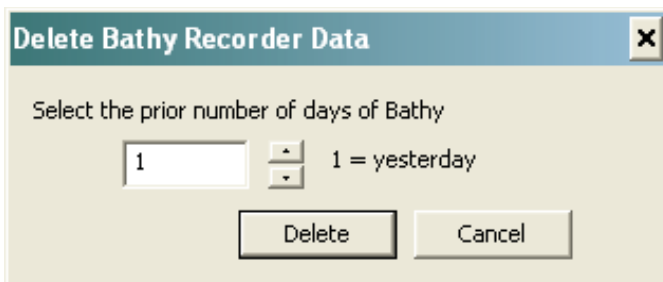 Delete Bathy Recorder Data
Select the prior number of days of Bathy
1 1 = yesterday
Delete Cancel